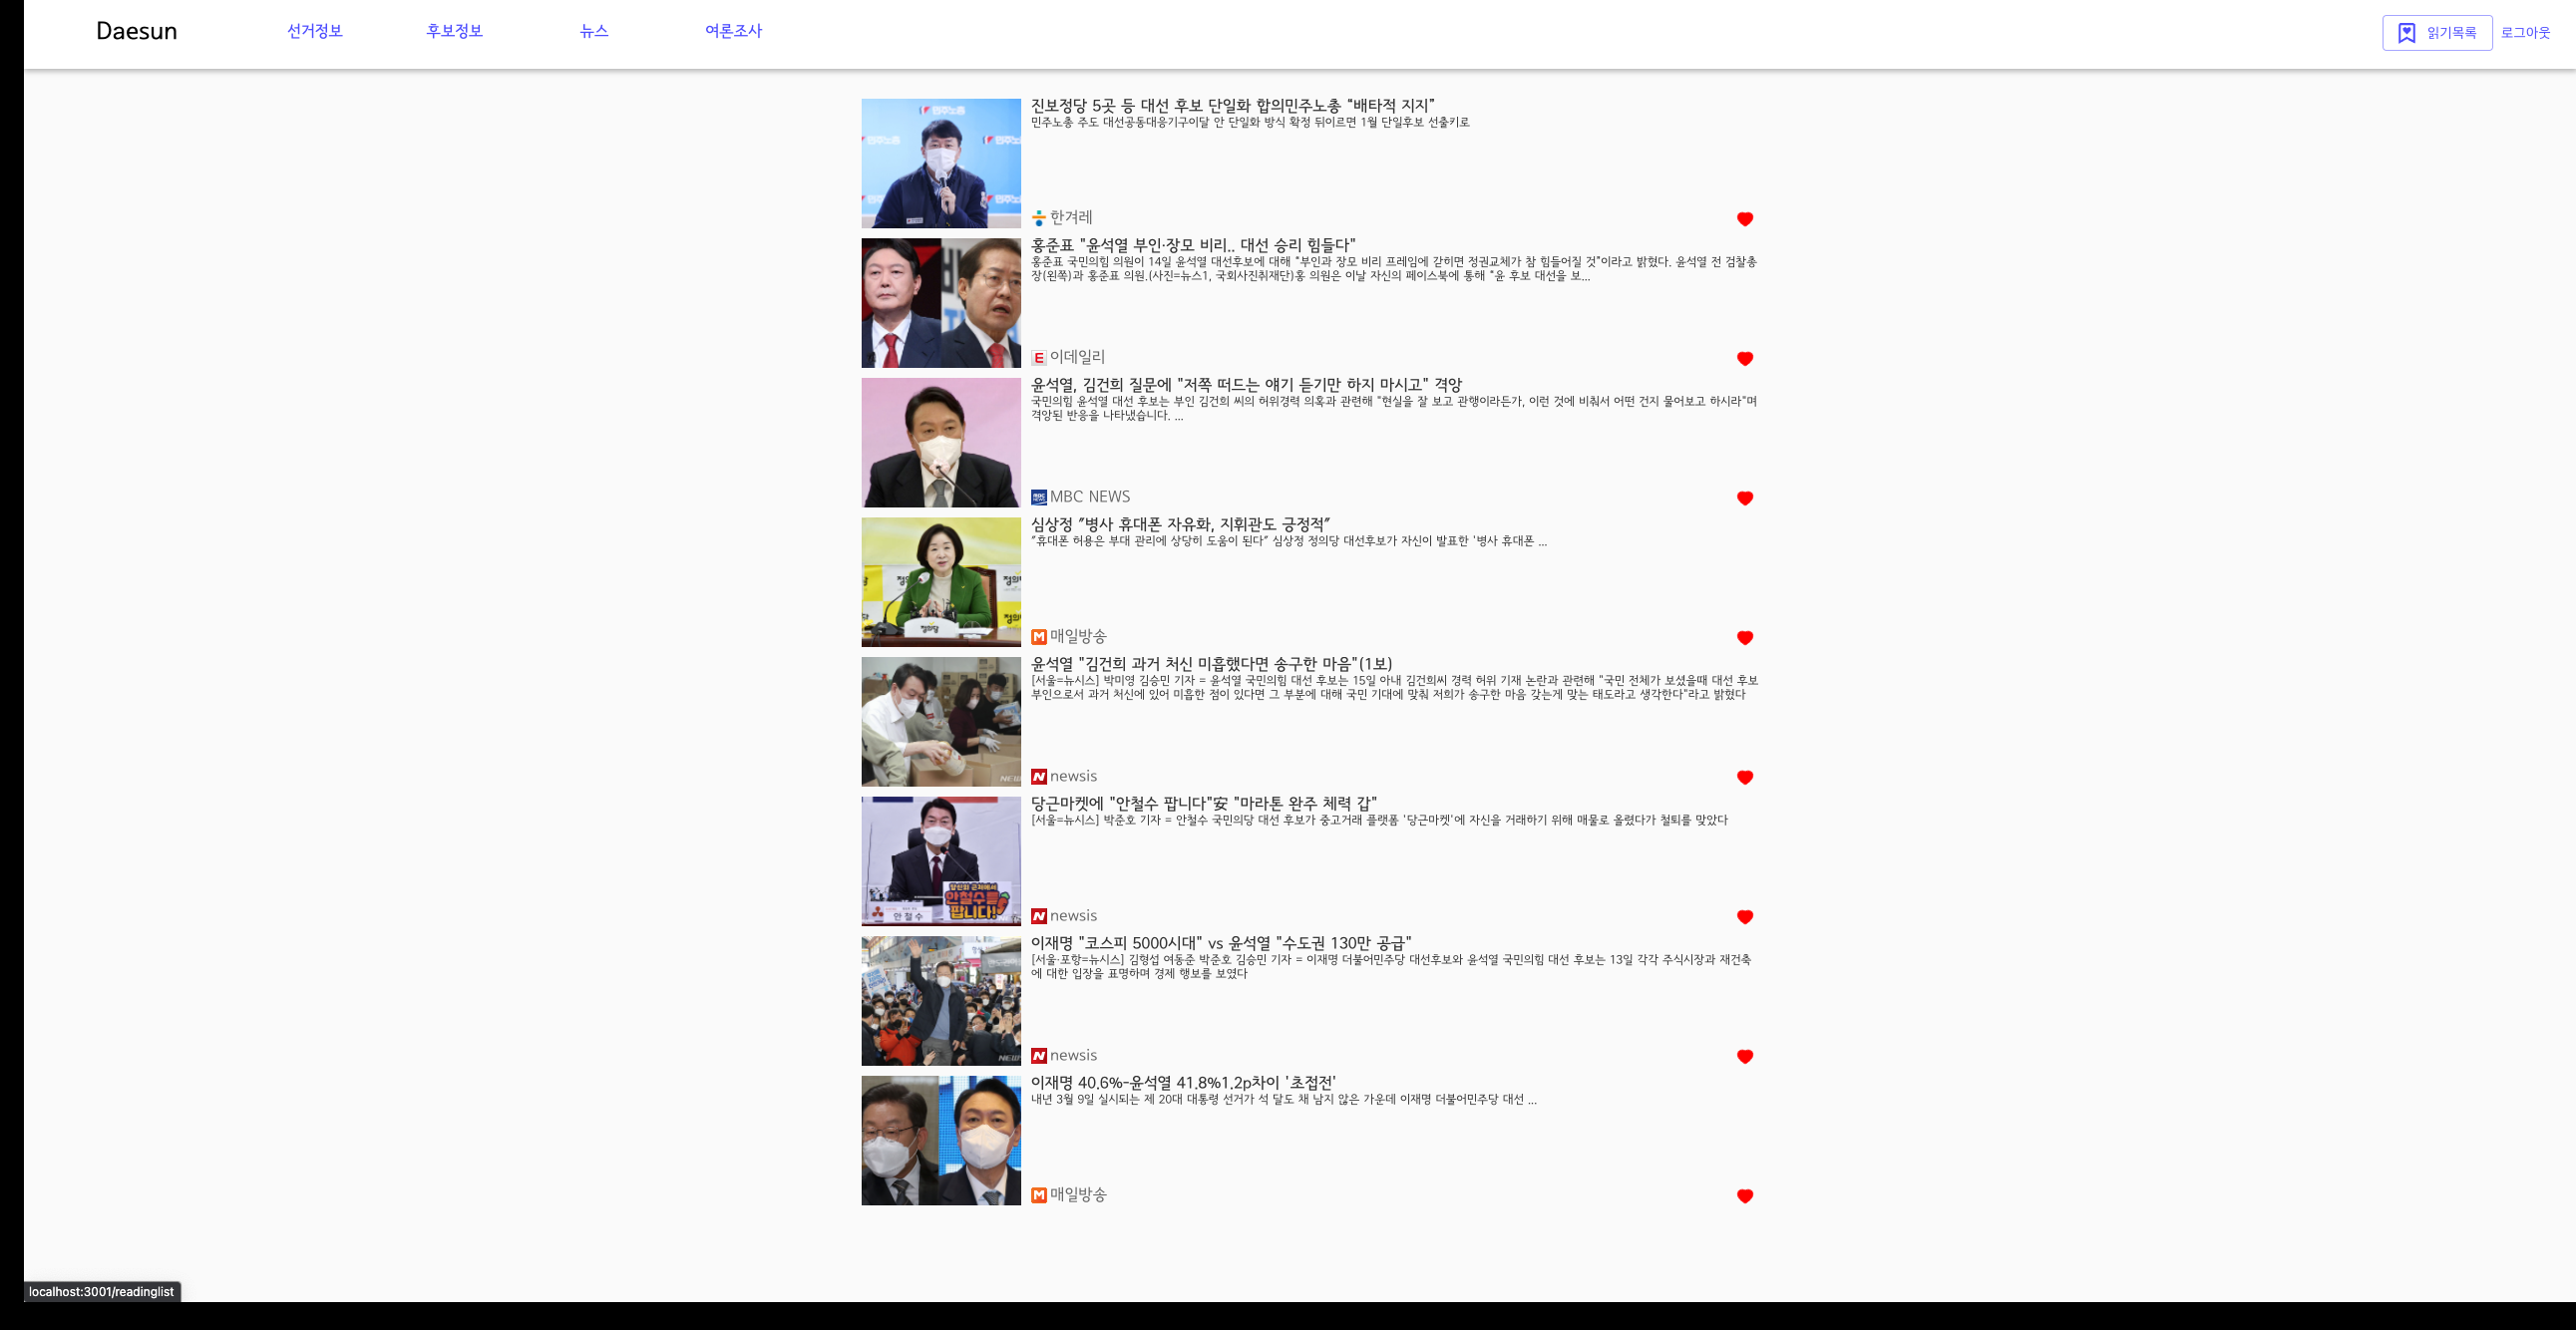 Daesun
선거정보
후보정보
뉴스
여론조사
읽기목록
로그아웃
진보정당 5곳 등 대선 후보 단일화 합의민주노총 “배타적 지지”
민주노총 주도 대선공동대응기구이달 안 단일화 방식 확정 뒤이르면 1월 단일후보 선출키로
한겨레
홍준표 "윤석열 부인·장모 비리.. 대선 승리 힘들다"
홍준표 국민의힘 의원이 14일 윤석열 대선후보에 대해 “부인과 장모 비리 프레임에 갇히면 정권교체가 참 힘들어질 것”이라고 밝혔다. 윤석열 전 검찰총
장(왼쪽)과 홍준표 의원.(사진=뉴스1, 국회사진취재단)홍 의원은 이날 자신의 페이스북에 통해 “윤 후보 대선을 보...
이데일리
윤석열, 김건희 질문에 "저쪽 떠드는 얘기 듣기만 하지 마시고" 격앙
국민의힘 윤석열 대선 후보는 부인 김건희 씨의 허위경력 의혹과 관련해 "현실을 잘 보고 관행이라든가, 이런 것에 비춰서 어떤 건지 물어보고 하시라"며
격앙된 반응을 나타냈습니다. ...
MBC NEWS
심상정 ″병사 휴대폰 자유화, 지휘관도 긍정적″
″휴대폰 허용은 부대 관리에 상당히 도움이 된다″ 심상정 정의당 대선후보가 자신이 발표한 '병사 휴대폰 ...
정의당
매일방송
윤석열 "김건희 과거 처신 미흡했다면 송구한 마음"(1보)
[서울=뉴시스] 박미영 김승민 기자 = 윤석열 국민의힘 대선 후보는 15일 아내 김건희씨 경력 허위 기재 논란과 관련해 "국민 전체가 보셨을때 대선 후보
부인으로서 과거 처신에 있어 미흡한 점이 있다면 그 부분에 대해 국민 기대에 맞춰 저희가 송구한 마음 갖는게 맞는 태도라고 생각한다"라고 밝혔다
newsis
당근마켓에 "안철수 팝니다"安 "마라톤 완주 체력 갑"
[서울=뉴시스] 박준호 기자 = 안철수 국민의당 대선 후보가 중고거래 플랫폼 '당근마켓'에 자신을 거래하기 위해 매물로 올렸다가 철퇴를 맞았다
안철수를
팝니다!
안 철 수
newsis
이재명 "코스피 5000시대" vs 윤석열 "수도권 130만 공급"
[서울·포항=뉴시스] 김형섭 여동준 박준호 김승민 기자 = 이재명 더불어민주당 대선후보와 윤석열 국민의힘 대선 후보는 13일 각각 주식시장과 재건축
에 대한 입장을 표명하며 경제 행보를 보였다
newsis
이재명 40.6%-윤석열 41.8%1.2p차이 '초접전'
내년 3월 9일 실시되는 제 20대 대통령 선거가 석 달도 채 남지 않은 가운데 이재명 더불어민주당 대선 ...
매일방송
localhost:3001/readinglist